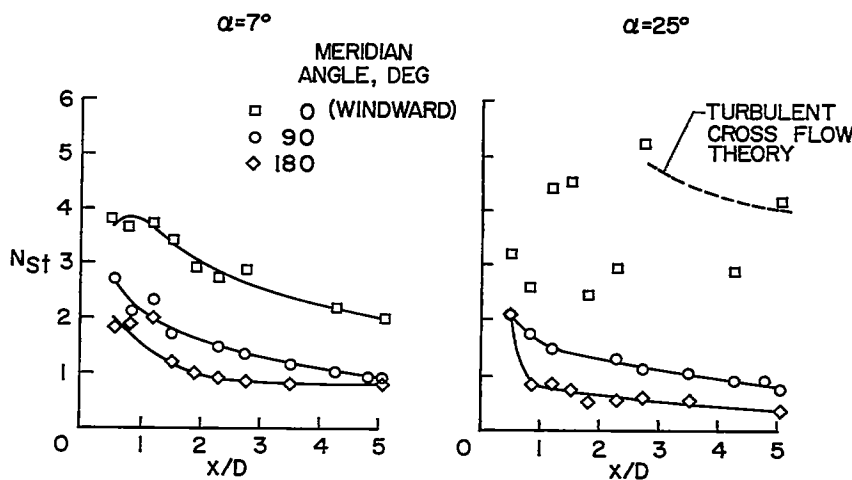 α=7°
α=25°
MERIDIAN
ANGLE, DEG
0 (WINDWARD)
90
180
TURBULENT
CROSS FLOW
THEORY
6
5
4
3
2
1
0
NSt
1 2 3 4 5
X/D
0 1 2 3 4 5
X/D